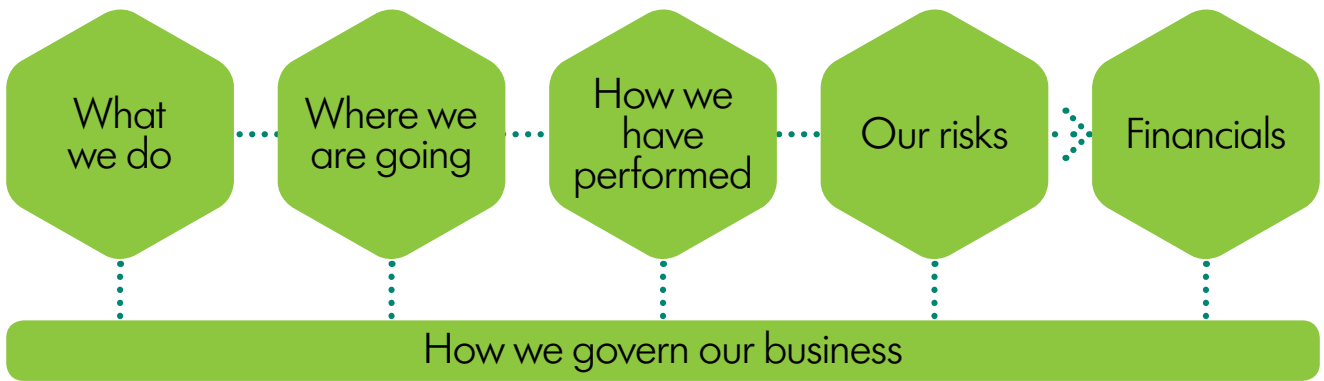 What
we do
Where we
are going
How we
have
performed
Our risks
Financials
How we govern our business